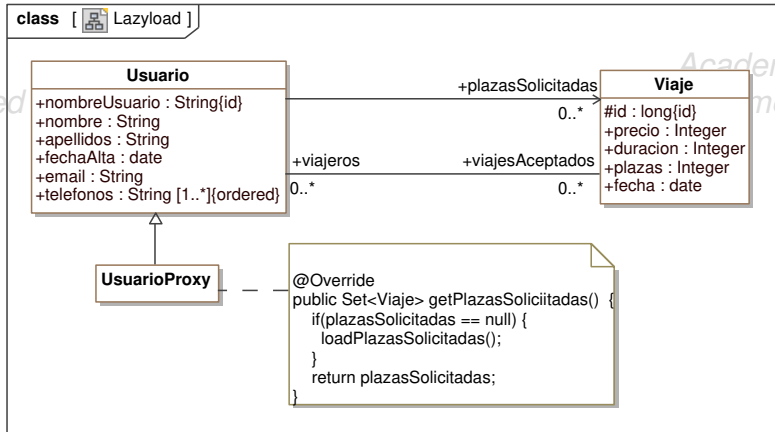 class [ Lazyload ]
Usuario
+nombreUsuario : String{id}
+nombre : String
+apellidos : String
+fechaAlta : date
+email : String
+telefonos : String [1..*]{ordered}
+plazasSolicitadas
0..*
+viajeros
+viajesAceptados
0..*
0..*
Viaje
#id : long{id}
+precio : Integer
+duracion : Integer
+plazas : Integer
+fecha : date
UsuarioProxy
@Override
public Set<Viaje> getPlazasSoliciitadas() {
if(plazasSolicitadas == null) {
loadPlazasSolicitadas();
}
return plazasSolicitadas;
}